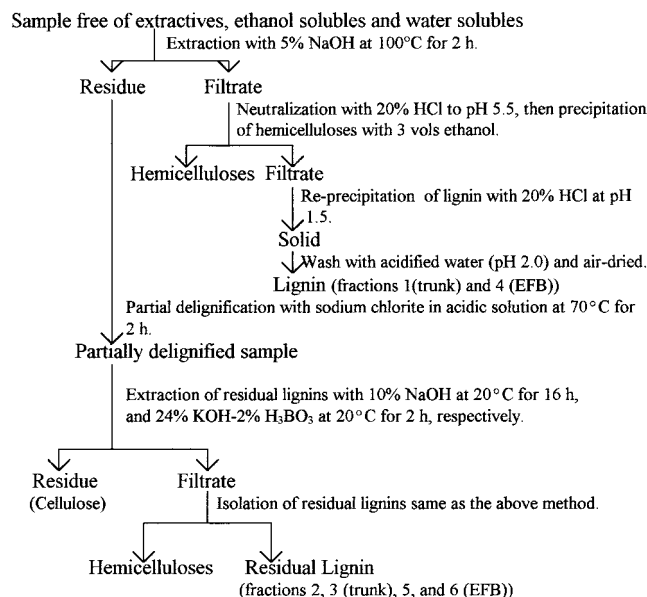 Sample free of extractives, ethanol solubles and water solubles
Extraction with 5% NaOH at 100°C for 2 h.
Residue Filtrate
Neutralization with 20% HCl to pH 5.5, then precipitation
of hemicelluloses with 3 vols ethanol.
Hemicelluloses Filtrate
Re-precipitation of lignin with 20% HCl at pH
1.5.
Solid
Wash with acidified water (pH 2.0) and air-dried.
Lignin (fractions 1(trunk) and 4 (EFB))
Partial delignification with sodium chlorite in acidic solution at 70°C for
2 h.
Partially delignified sample
Extraction of residual lignins with 10% NaOH at 20°C for 16 h,
and 24% KOH-2% H₃BO₃ at 20°C for 2 h, respectively.
Residue Filtrate
(Cellulose)
Isolation of residual lignins same as the above method.
Hemicelluloses Residual Lignin
(fractions 2, 3 (trunk), 5, and 6 (EFB))